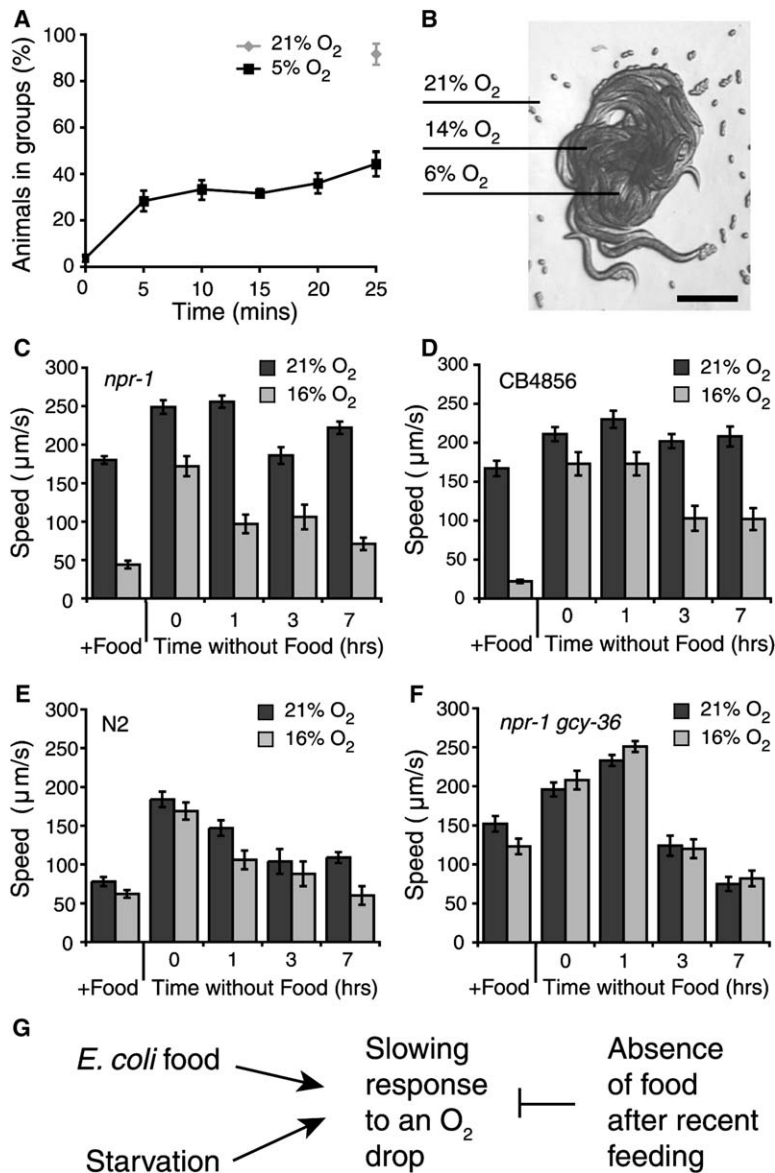 A
Animals in groups (%)
100
80
60
40
20
0
21% O2
5% O2
0
5
10
15
20
25
Time (mins)
B
21% O2
14% O2
6% O2
C
npr-1
21% O2
16% O2
Speed ( µm/s)
300
250
200
150
100
50
0
0
1
3
7
+Food
Time without Food (hrs)
D
CB4856
21% O2
16% O2
Speed ( µm/s)
300
250
200
150
100
50
0
0
1
3
7
+Food
Time without Food (hrs)
E
N2
21% O2
16% O2
Speed ( µm/s)
300
250
200
150
100
50
0
0
1
3
7
+Food
Time without Food (hrs)
F
npr-1 gcy-36
21% O2
16% O2
Speed ( µm/s)
300
250
200
150
100
50
0
0
1
3
7
+Food
Time without Food (hrs)
G
E. coli food
Starvation
Slowing
response
to an O2
drop
Absence
of food
after recent
feeding